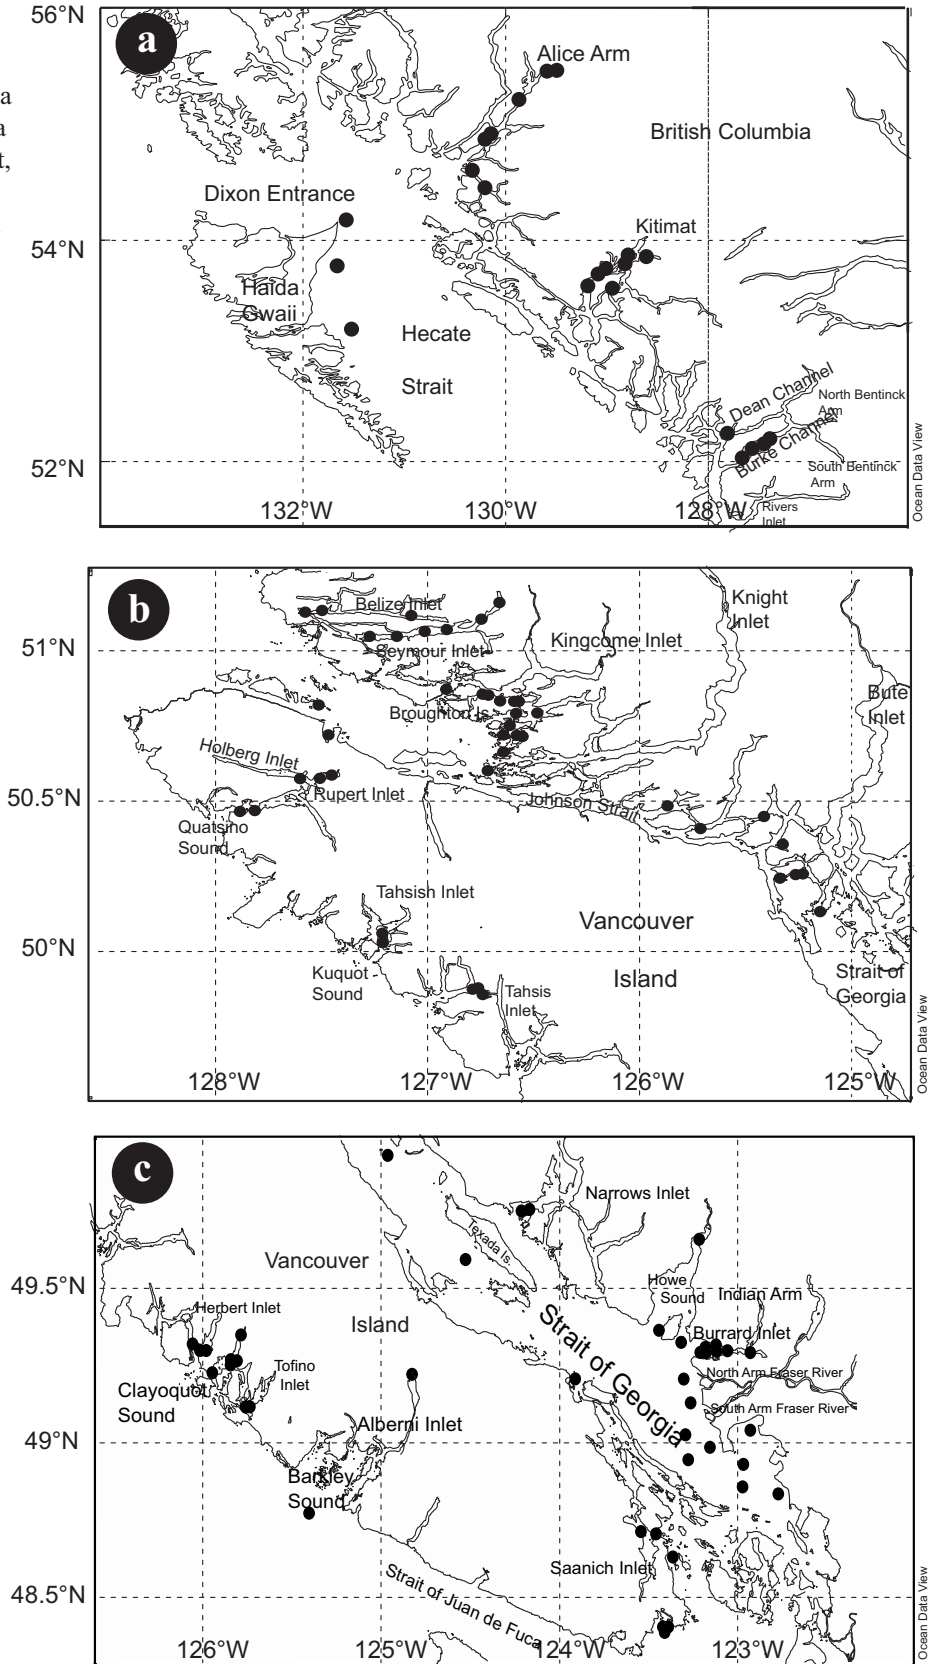 a
a
t,
56°N
a
Alice Arm
British Columbia
Dixon Entrance
Kitimat
54°N
Haida
Gwaii
Hecate
Strait
Dean Channel
North Bentinck
Arm
Burke Channel
South Bentinck
Arm
52°N
132°W
130°W
128°W
Rivers
Inlet
Ocean Data View
b
Belize Inlet
Knight
Inlet
Kingcome Inlet
51°N
Seymour Inlet
Bute
Inlet
Broughton Is.
Holberg Inlet
Rupert Inlet
50.5°N
Johnson Strait
Quatsino
Sound
Tahsish Inlet
Vancouver
50°N
Kuquot
Sound
Island
Strait of
Georgia
Tahsis
Inlet
128°W
127°W
126°W
125°W
Ocean Data View
c
Narrows Inlet
Texada Is.
Vancouver
49.5°N
Howe
Sound
Indian Arm
Herbert Inlet
Island
Strait of Georgia
Burrard Inlet
Tofino
Inlet
North Arm Fraser River
Clayoquot
Sound
South Arm Fraser River
Alberni Inlet
49°N
Barkley
Sound
Saanich Inlet
48.5°N
Strait of Juan de Fuca
126°W
125°W
124°W
123°W
Ocean Data View